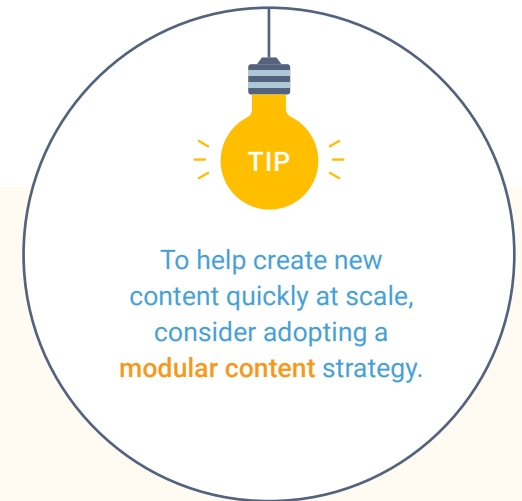 TIP
To help create new
content quickly at scale,
consider adopting a
modular content strategy.